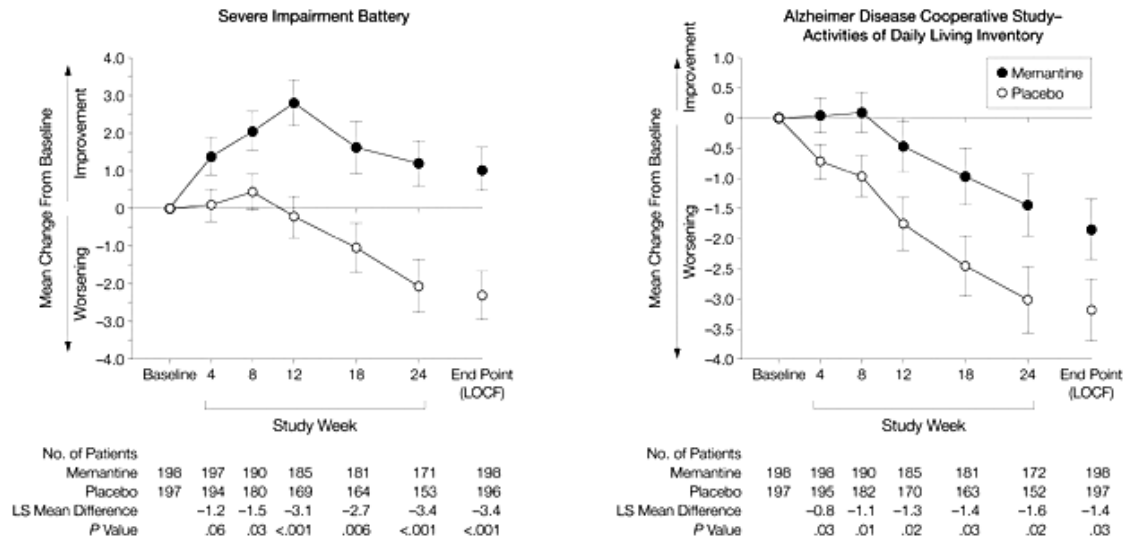 Severe Impairment Battery
Mean Change From Baseline
Worsening Improvement
4.0
3.0
2.0
1.0
0
−1.0
−2.0
−3.0
−4.0
Baseline 4 8 12 18 24 End Point
(LOCF)
Study Week
No. of Patients
Memantine 198 197 190 185 181 171 198
Placebo 197 194 180 169 164 153 196
LS Mean Difference −1.2 −1.5 −3.1 −2.7 −3.4 −3.4
P Value .06 .03 <.001 .006 <.001 <.001
Alzheimer Disease Cooperative Study–
Activities of Daily Living Inventory
Memantine
Placebo
Mean Change From Baseline
Worsening Improvement
1.0
0.5
0
−0.5
−1.0
−1.5
−2.0
−2.5
−3.0
−3.5
−4.0
Baseline 4 8 12 18 24 End Point
(LOCF)
Study Week
No. of Patients
Memantine 198 198 190 185 181 172 198
Placebo 197 195 182 170 163 152 197
LS Mean Difference −0.8 −1.1 −1.3 −1.4 −1.6 −1.4
P Value .03 .01 .02 .03 .02 .03